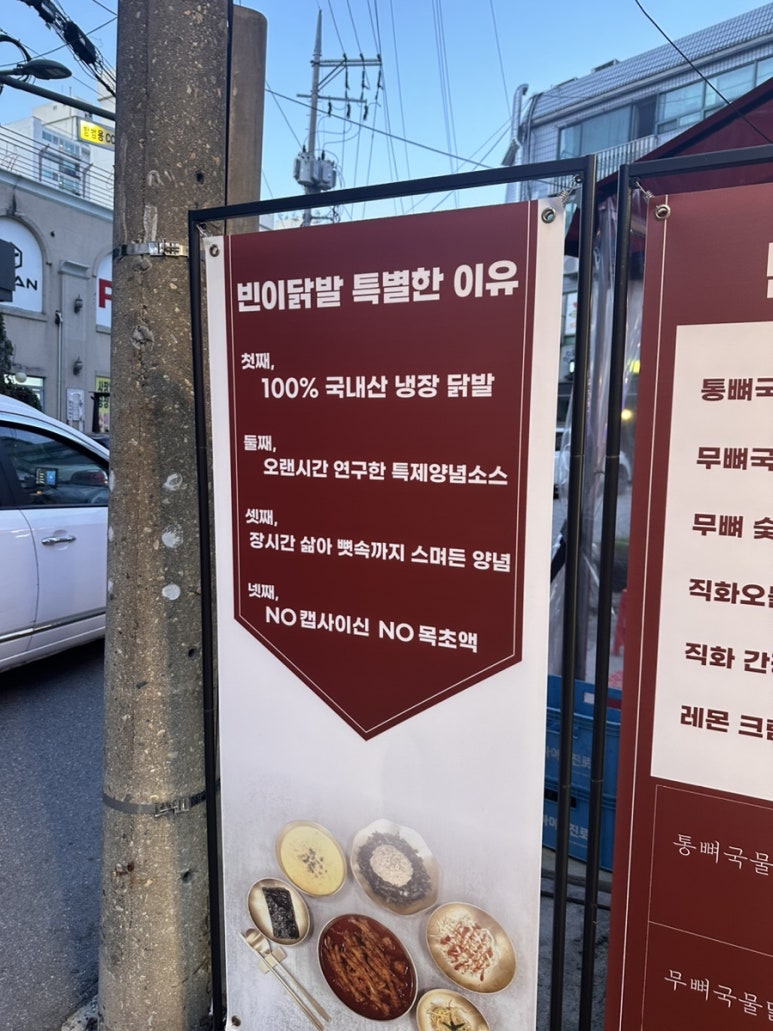 빈이닭발 특별한 이유
첫째,
100% 국내산 냉장 닭발
둘째,
오랜시간 연구한 특제양념소스
셋째,
장시간 삶아 뼛속까지 스며든 양념
넷째,
NO 캡사이신 NO 목초액
통뼈국
무뼈국
무뼈
직화오
직화
레몬 크림
통뼈국물
무뼈국물